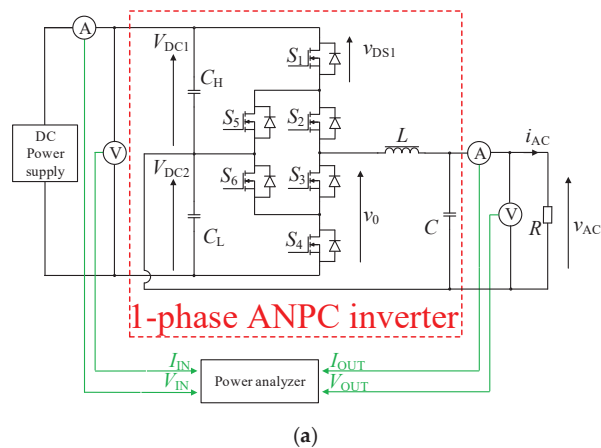 A
V_DC1
C_H
S_1
v_DS1
S_5
S_2
DC
Power
supply
V
L
A
i_AC
V_DC2
S_6
S_3
C_L
v_0
C
V
R
v_AC
S_4
1-phase ANPC inverter
I_IN
V_IN
Power analyzer
I_OUT
V_OUT
(a)